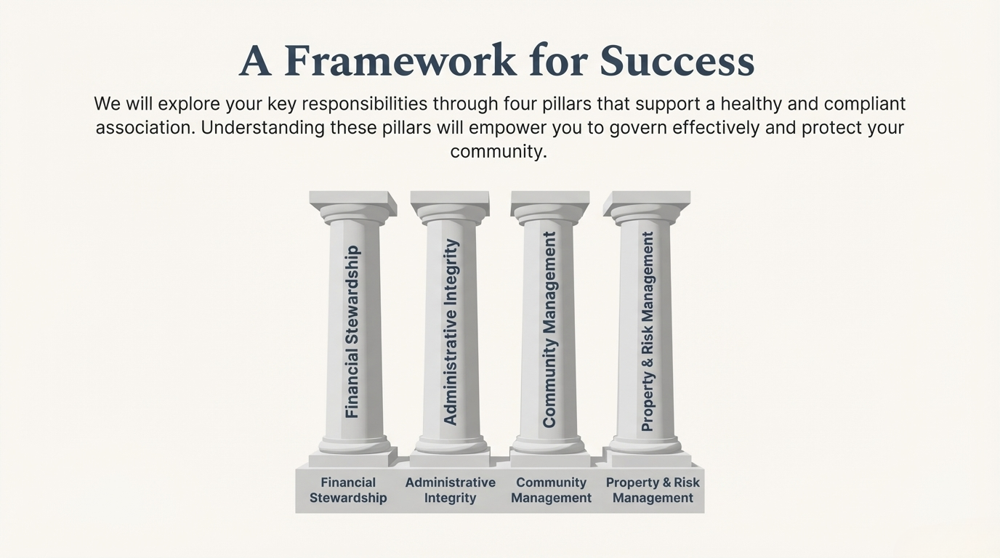 A Framework for Success
We will explore your key responsibilities through four pillars that support a healthy and compliant
association. Understanding these pillars will empower you to govern effectively and protect your
community.
Financial Stewardship
Administrative Integrity
Community Management
Property & Risk Management
Financial
Stewardship
Administrative
Integrity
Community
Management
Property & Risk
Management